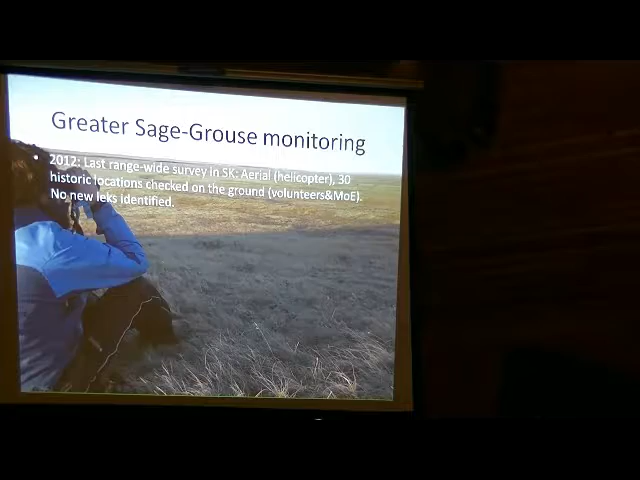 Greater Sage-Grouse monitoring
• 2012: Last range-wide survey in SK: Aerial (helicopter), 30
historic locations checked on the ground (volunteers&MoE).
No new leks identified.